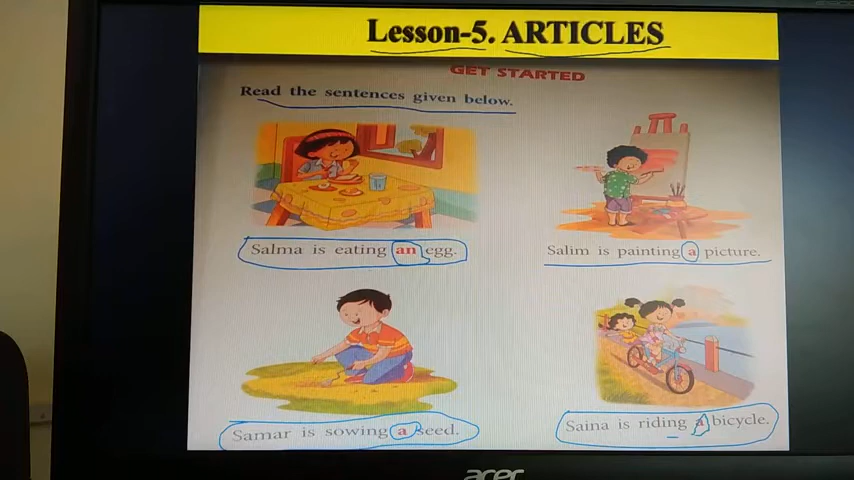 Lesson-5. ARTICLES
GET STARTED
Read the sentences given below.
Salma is eating an egg.
Salim is painting a picture.
Samar is sowing a seed.
Saina is riding a bicycle.
acer